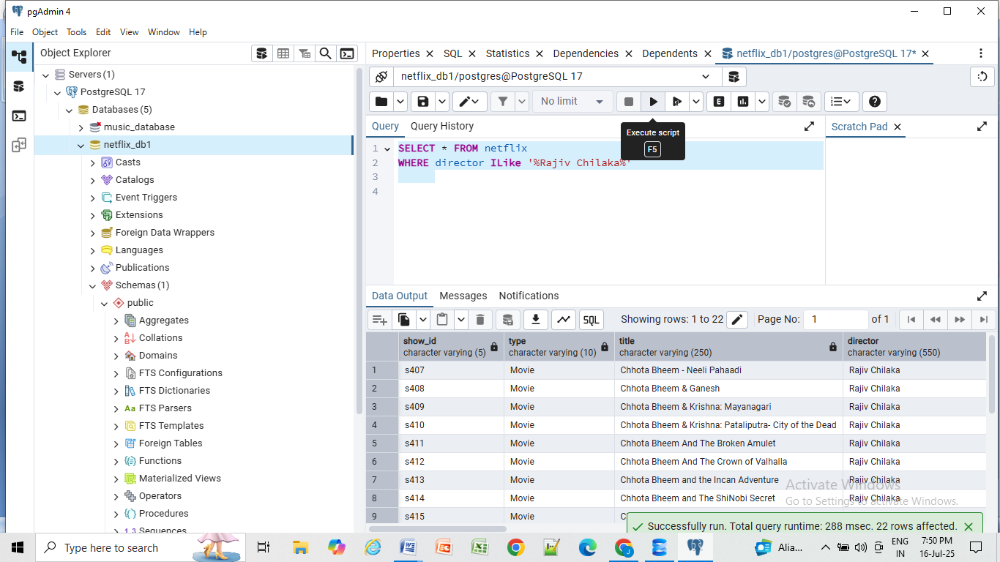 pgAdmin 4
File Object Tools Edit View Window Help
Object Explorer
Properties SQL Statistics Dependencies Dependents netflix_db1/postgres@PostgreSQL 17*
Servers (1)
PostgreSQL 17
Databases (5)
music_database
netflix_db1
Casts
Catalogs
Event Triggers
Extensions
Foreign Data Wrappers
Languages
Publications
Schemas (1)
public
Aggregates
Collations
Domains
FTS Configurations
FTS Dictionaries
FTS Parsers
FTS Templates
Foreign Tables
Functions
Materialized Views
Operators
Procedures
1..3 Sequences
netflix_db1/postgres@PostgreSQL 17
No limit
E
Execute script
F5
Query Query History
Scratch Pad
1 SELECT * FROM netflix
2 WHERE director ILike '%Rajiv Chilaka%'
3
4
Data Output Messages Notifications
SQL Showing rows: 1 to 22 Page No: 1 of 1
show_id type title director
character varying (5) character varying (10) character varying (250) character varying (550)
1 s407 Movie Chhota Bheem - Neeli Pahaadi Rajiv Chilaka
2 s408 Movie Chhota Bheem & Ganesh Rajiv Chilaka
3 s409 Movie Chhota Bheem & Krishna: Mayanagari Rajiv Chilaka
4 s410 Movie Chhota Bheem & Krishna: Pataliputra- City of the Dead Rajiv Chilaka
5 s411 Movie Chhota Bheem And The Broken Amulet Rajiv Chilaka
6 s412 Movie Chhota Bheem And The Crown of Valhalla Rajiv Chilaka
7 s413 Movie Chhota Bheem and the Incan Adventure Rajiv Chilaka
8 s414 Movie Chhota Bheem and The ShiNobi Secret Rajiv Chilaka
9 s415 Movie
Activate Windows
Go to Settings to activate Windows.
Successfully run. Total query runtime: 288 msec. 22 rows affected.
Type here to search
Alia...
ENG
IN
7:50 PM
16-Jul-25